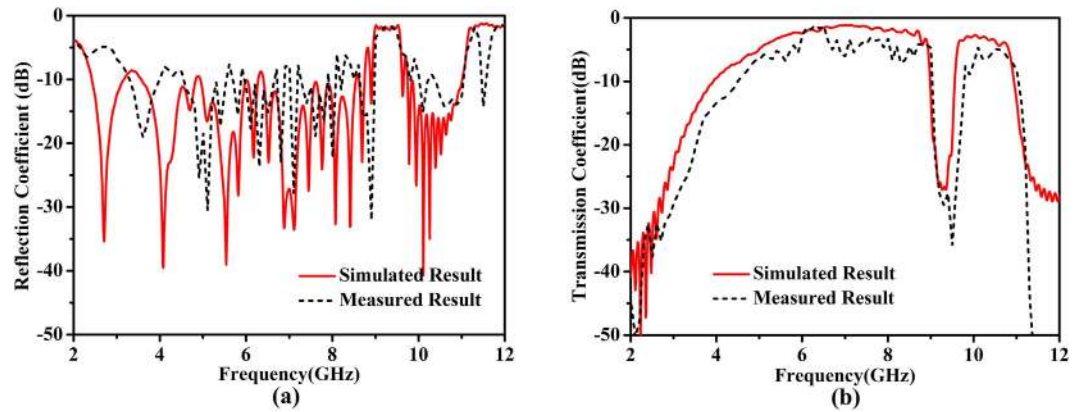 0
-10
-20
-30
-40
-50
Reflection Coefficient (dB)
Simulated Result
Measured Result
2 4 6 8 10 12
Frequency(GHz)
(a)
0
-10
-20
-30
-40
-50
Transmission Coefficient(dB)
Simulated Result
Measured Result
2 4 6 8 10 12
Frequency(GHz)
(b)